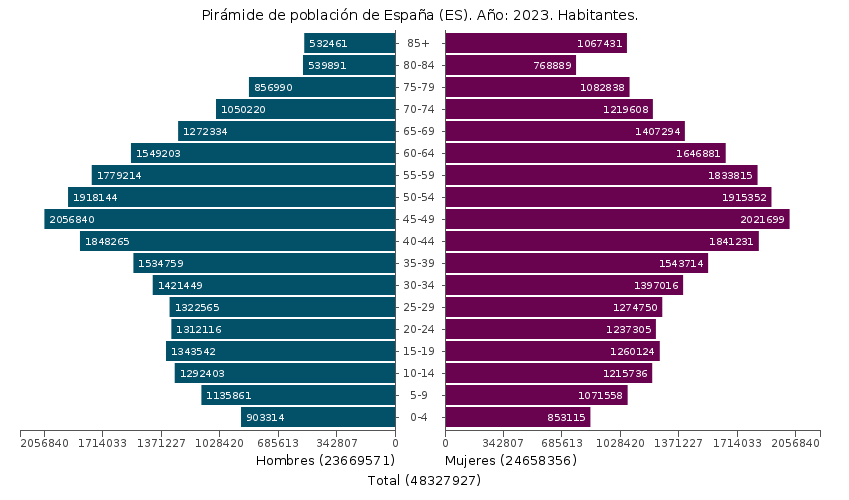 Pirámide de población de España (ES). Año: 2023. Habitantes.
532461 85+ 1067431
539891 80-84 768889
856990 75-79 1082838
1050220 70-74 1219608
1272334 65-69 1407294
1549203 60-64 1646881
1779214 55-59 1833815
1918144 50-54 1915352
2056840 45-49 2021699
1848265 40-44 1841231
1534759 35-39 1543714
1421449 30-34 1397016
1322565 25-29 1274750
1312116 20-24 1237305
1343542 15-19 1260124
1292403 10-14 1215736
1135861 5-9 1071558
903314 0-4 853115
2056840 1714033 1371227 1028420 685613 342807 0 0 342807 685613 1028420 1371227 1714033 2056840
Hombres (23669571) Mujeres (24658356)
Total (48327927)